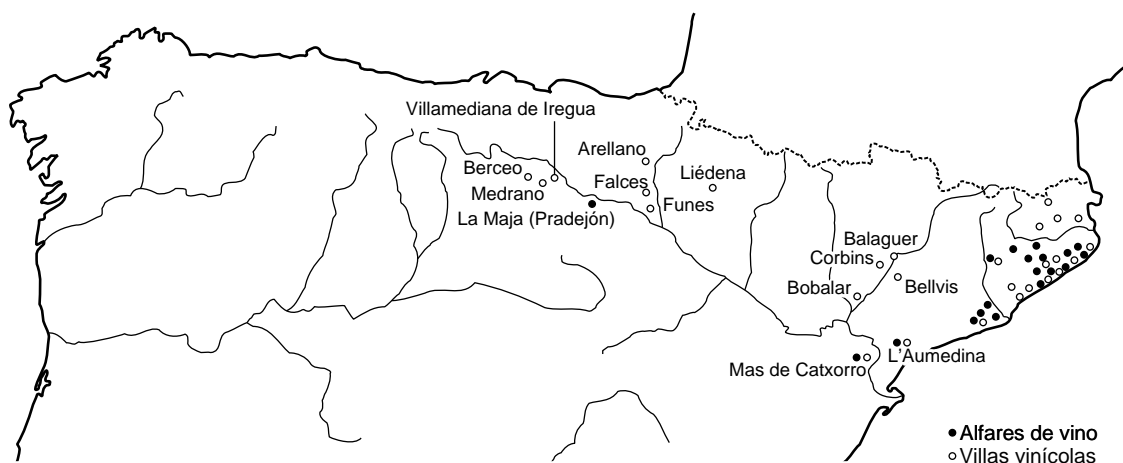 Villamediana de Iregua
Arellano
Berceo
Liédena
Falces
Medrano
Funes
La Maja (Pradejón)
Balaguer
Corbins
Bobalar
Bellvis
L'Aumedina
Mas de Catxorro
Alfares de vino
Villas vinícolas